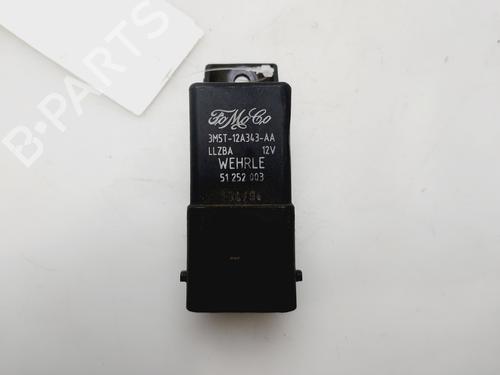 B-PARTS
FoMoCo
3M5T-12A343-AA
LLZBA 12V
WEHRLE
51 252 003